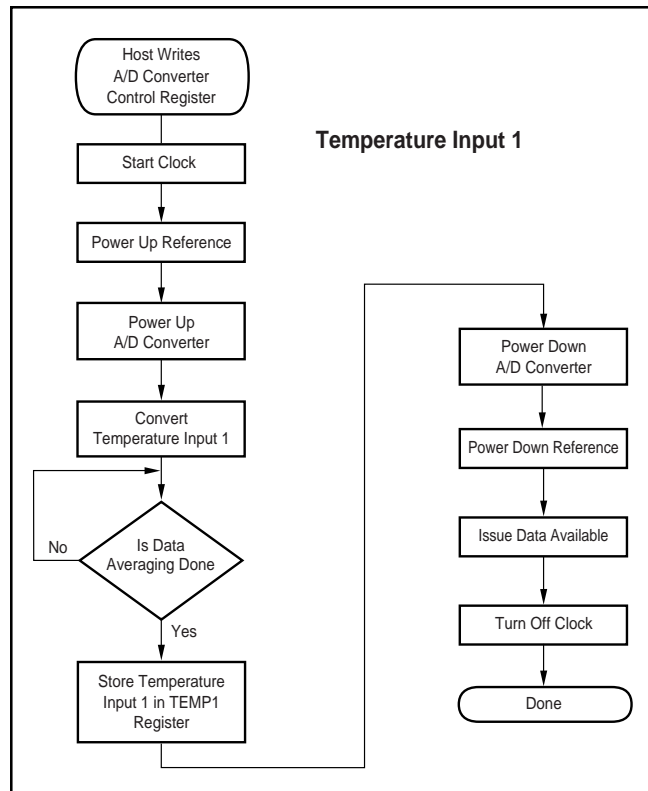 Host Writes
A/D Converter
Control Register
Temperature Input 1
Start Clock
Power Up Reference
Power Up
A/D Converter
Convert
Temperature Input 1
No
Is Data
Averaging Done
Yes
Store Temperature
Input 1 in TEMP1
Register
Power Down
A/D Converter
Power Down Reference
Issue Data Available
Turn Off Clock
Done